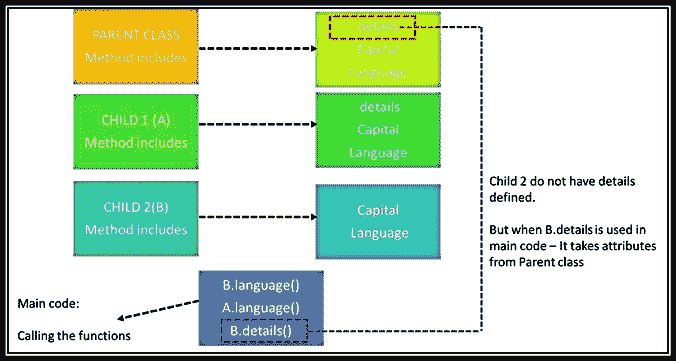 PARENT CLASS
Method includes
details
Capital
Language
CHILD 1 (A)
Method includes
details
Capital
Language
CHILD 2(B)
Method includes
Capital
Language
Child 2 do not have details
defined.
But when B.details is used in
main code – It takes attributes
from Parent class
Main code:
Calling the functions
B.language()
A.language()
B.details()